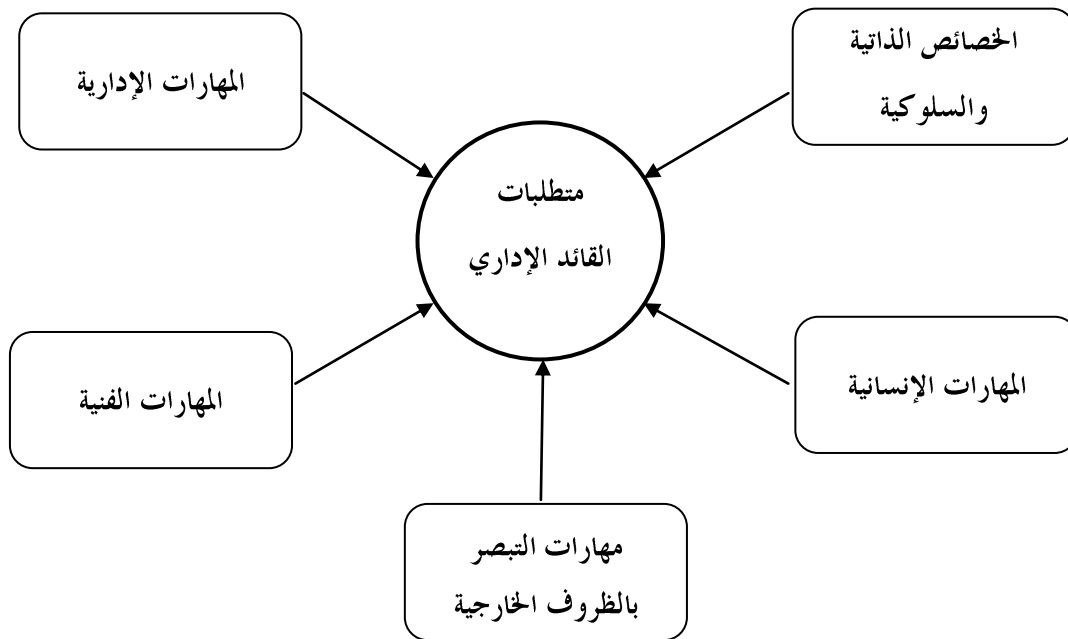 الخصائص الذاتية
والسلوكية
المهارات الإدارية
متطلبات
القائد الإداري
المهارات الإنسانية
المهارات الفنية
مهارات التبصر
بالظروف الخارجية